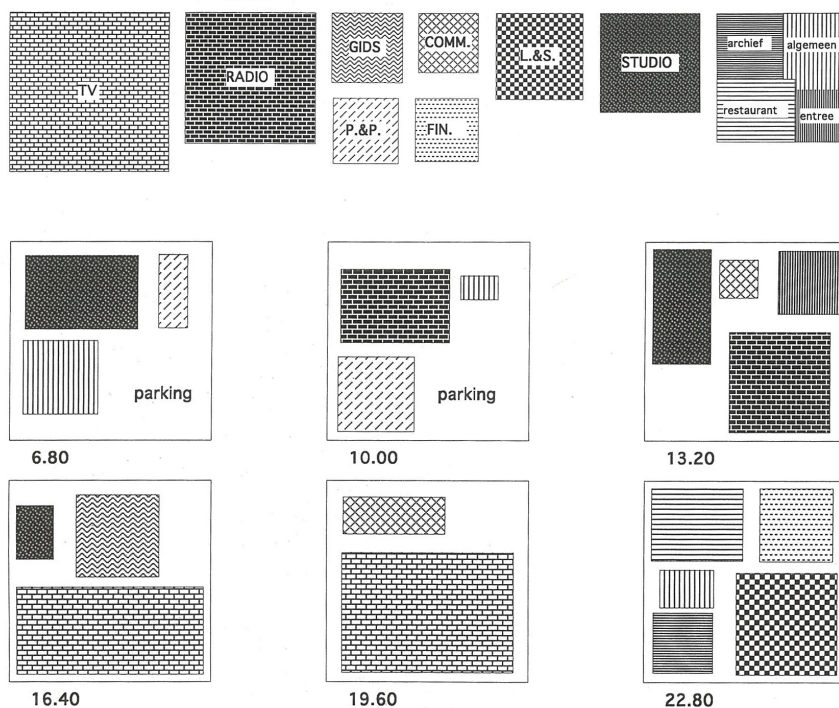 TV
RADIO
GIDS
COMM.
L.&S.
STUDIO
archief
algemeen
P.&P.
FIN.
restaurant
entree
parking
parking
6.80
10.00
13.20
16.40
19.60
22.80